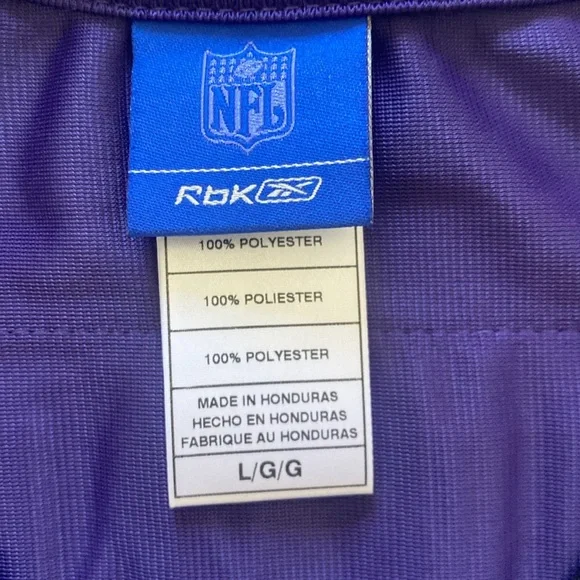 NFL
RbK
100% POLYESTER
100% POLIESTER
100% POLYESTER
MADE IN HONDURAS
HECHO EN HONDURAS
FABRIQUE AU HONDURAS
L/G/G